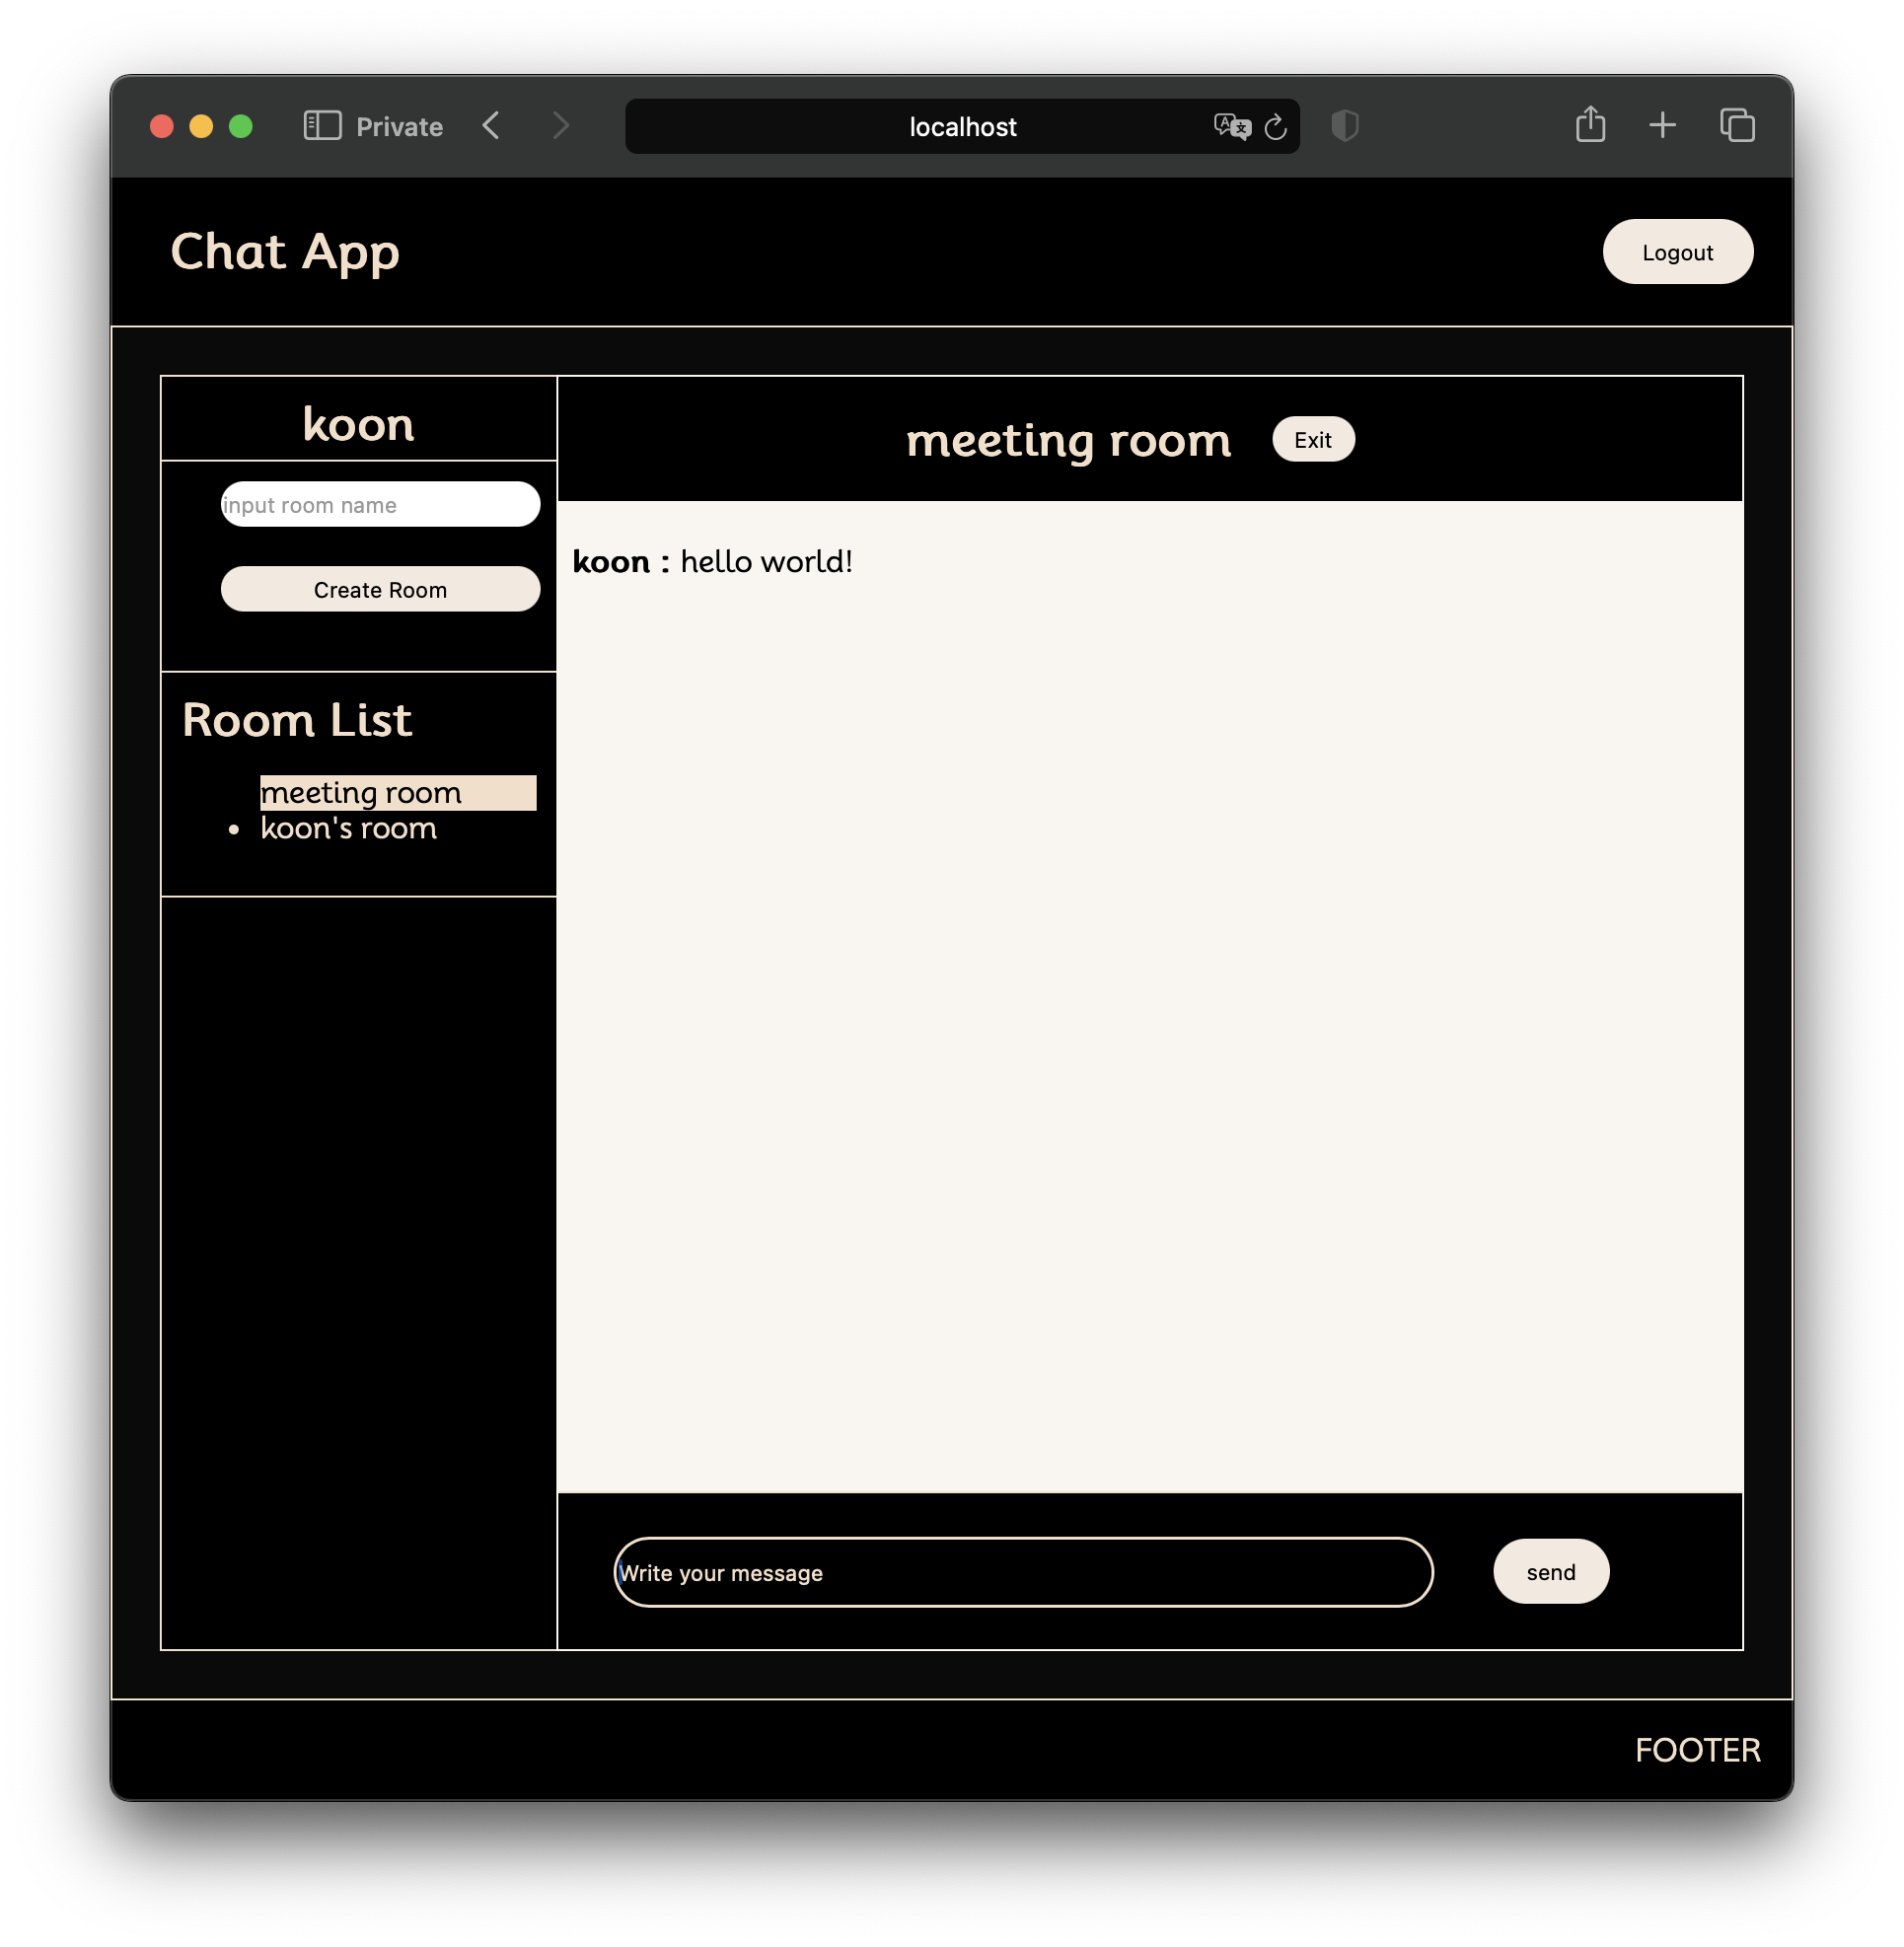 Private
localhost
Chat App
Logout
koon
input room name
Create Room
Room List
meeting room
koon's room
meeting room
Exit
koon : hello world!
Write your message
send
FOOTER